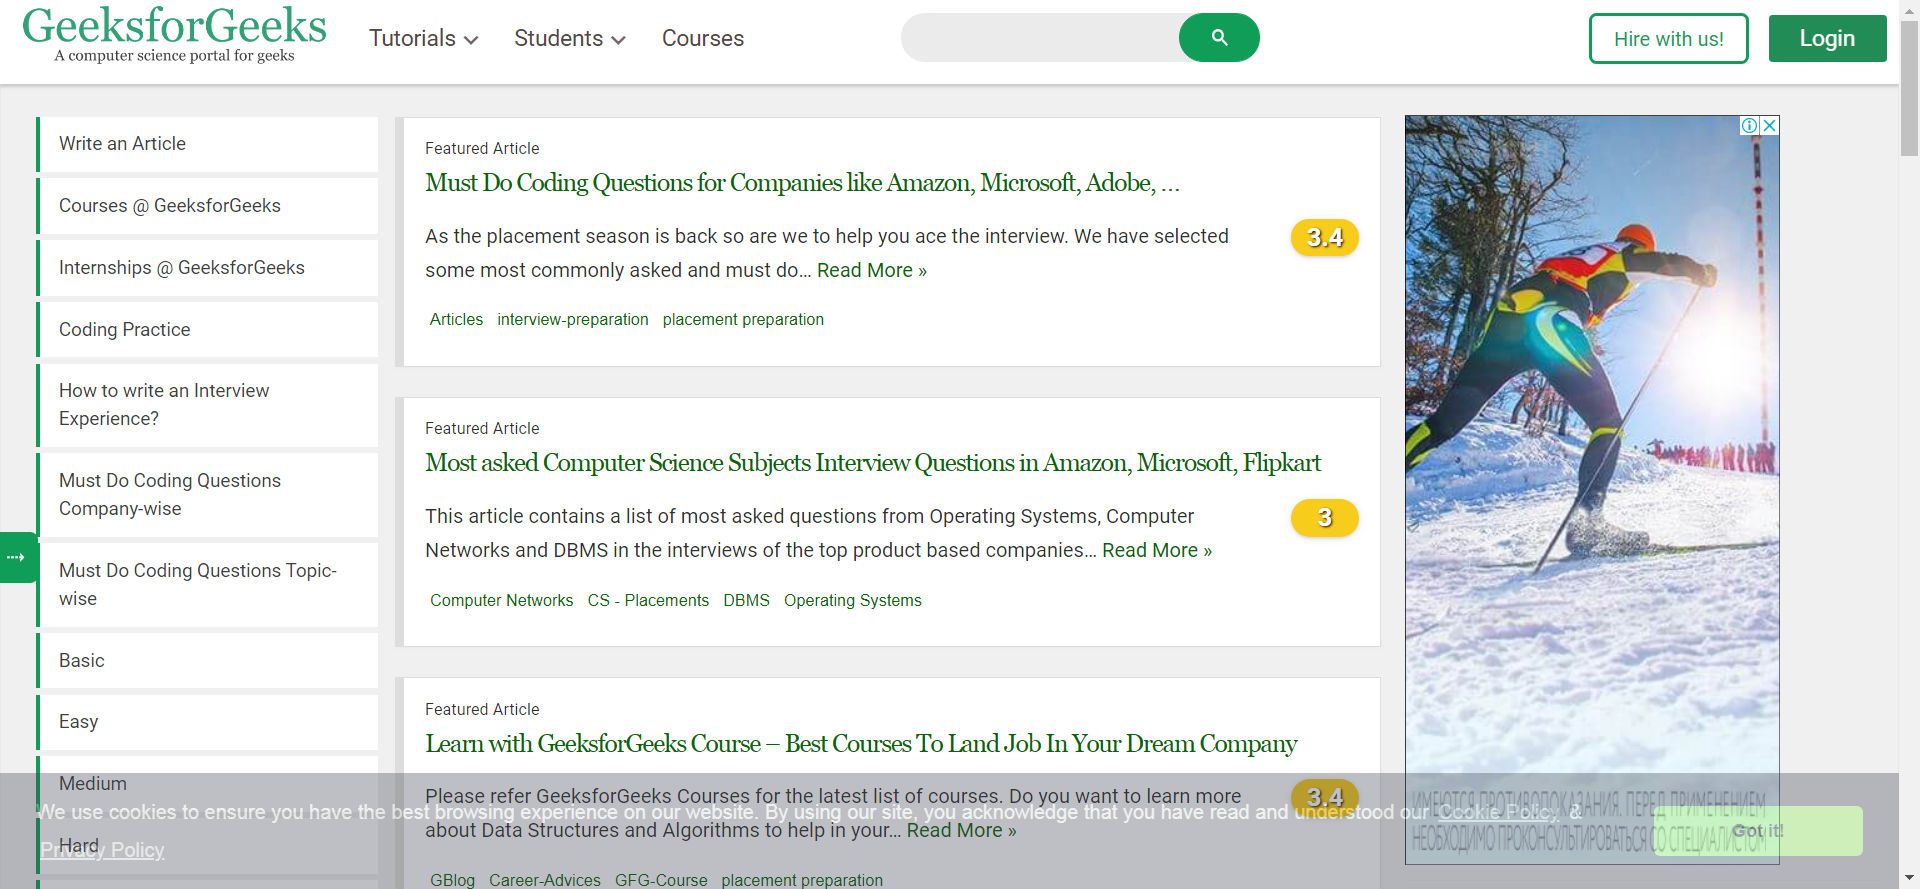 GeeksforGeeks
A computer science portal for geeks
Tutorials
Students
Courses
Hire with us!
Login
Write an Article
Courses @ GeeksforGeeks
Internships @ GeeksforGeeks
Coding Practice
How to write an Interview
Experience?
Must Do Coding Questions
Company-wise
Must Do Coding Questions Topic-
wise
Basic
Easy
Medium
Hard
Featured Article
Must Do Coding Questions for Companies like Amazon, Microsoft, Adobe, …
As the placement season is back so are we to help you ace the interview. We have selected
some most commonly asked and must do… Read More »
3.4
Articles interview-preparation placement preparation
Featured Article
Most asked Computer Science Subjects Interview Questions in Amazon, Microsoft, Flipkart
This article contains a list of most asked questions from Operating Systems, Computer
Networks and DBMS in the interviews of the top product based companies… Read More »
3
Computer Networks CS - Placements DBMS Operating Systems
Featured Article
Learn with GeeksforGeeks Course – Best Courses To Land Job In Your Dream Company
Please refer GeeksforGeeks Courses for the latest list of courses. Do you want to learn more
about Data Structures and Algorithms to help in your… Read More »
3.4
GBlog Career-Advices GFG-Course placement preparation
ИМЕЮТСЯ ПРОТИВОПОКАЗАНИЯ. ПЕРЕД ПРИМЕНЕНИЕМ
НЕОБХОДИМО ПРОКОНСУЛЬТИРОВАТЬСЯ СО СПЕЦИАЛИСТОМ
We use cookies to ensure you have the best browsing experience on our website. By using our site, you acknowledge that you have read and understood our Cookie Policy &
Privacy Policy
Got it!